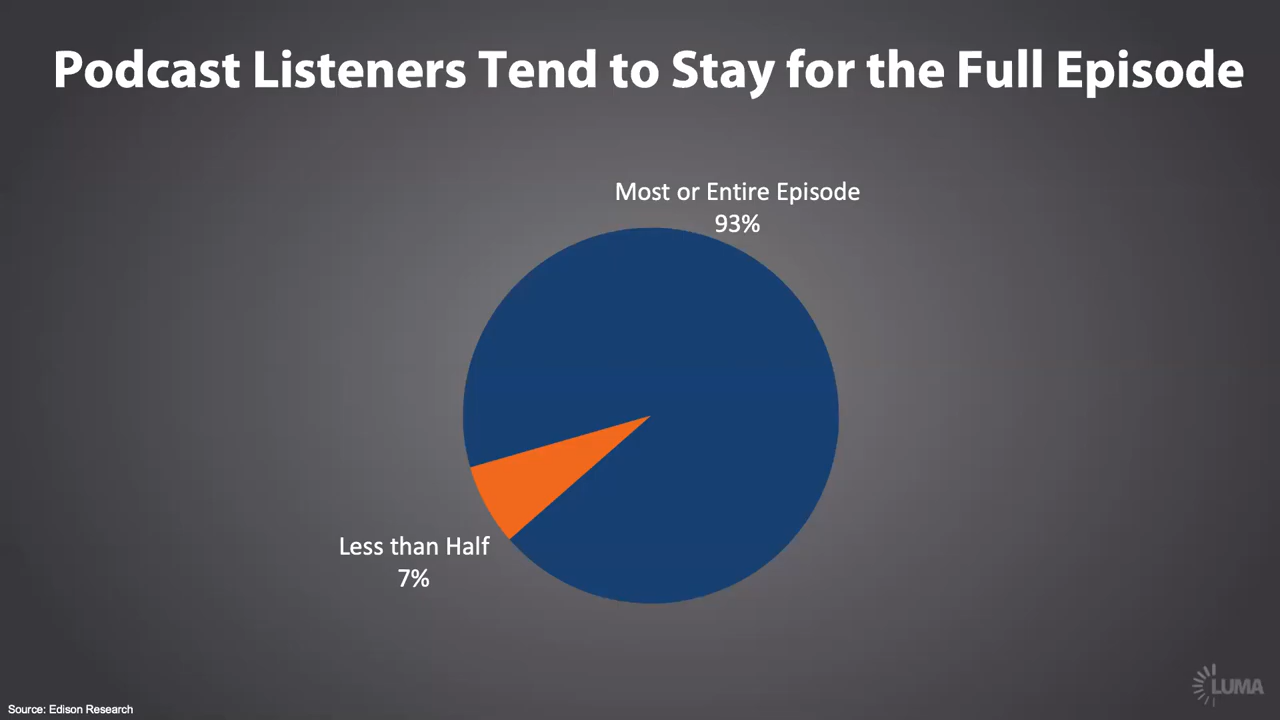 Podcast Listeners Tend to Stay for the Full Episode
Most or Entire Episode
93%
Less than Half
7%
LUMA
Source: Edison Research